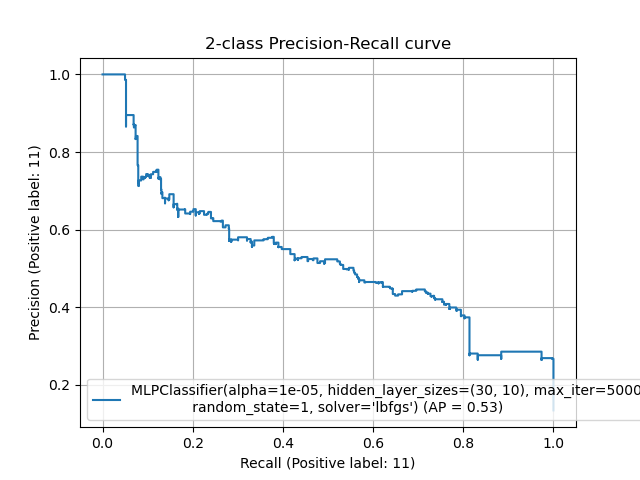 2-class Precision-Recall curve
1.0
0.8
0.6
0.4
0.2
Precision (Positive label: 11)
MLPClassifier(alpha=1e-05, hidden_layer_sizes=(30, 10), max_iter=5000
random_state=1, solver='lbfgs') (AP = 0.53)
0.0 0.2 0.4 0.6 0.8 1.0
Recall (Positive label: 11)